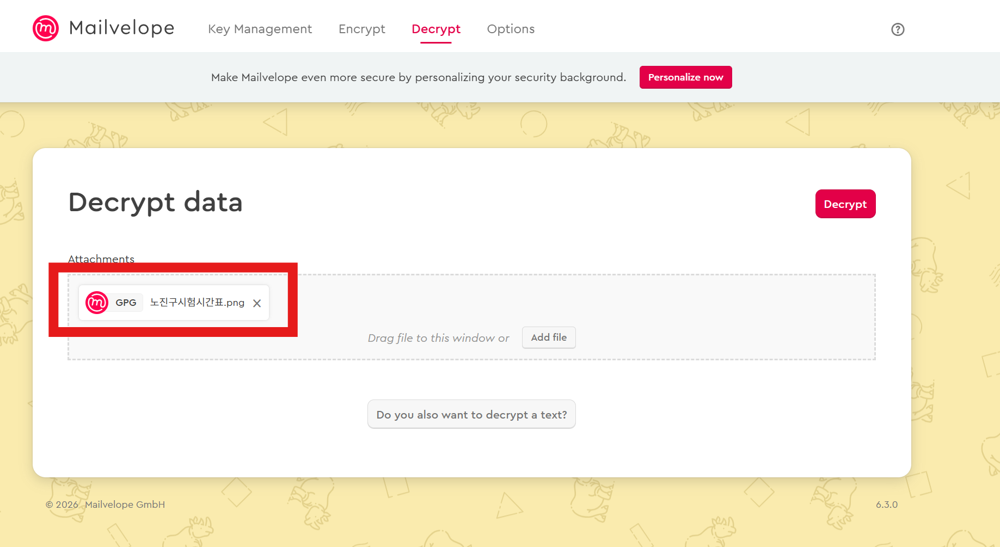 Mailvelope Key Management Encrypt Decrypt Options ?
Make Mailvelope even more secure by personalizing your security background. Personalize now
Decrypt data Decrypt
Attachments
GPG 노진구시험시간표.png
Drag file to this window or Add file
Do you also want to decrypt a text?
© 2026 Mailvelope GmbH 6.3.0